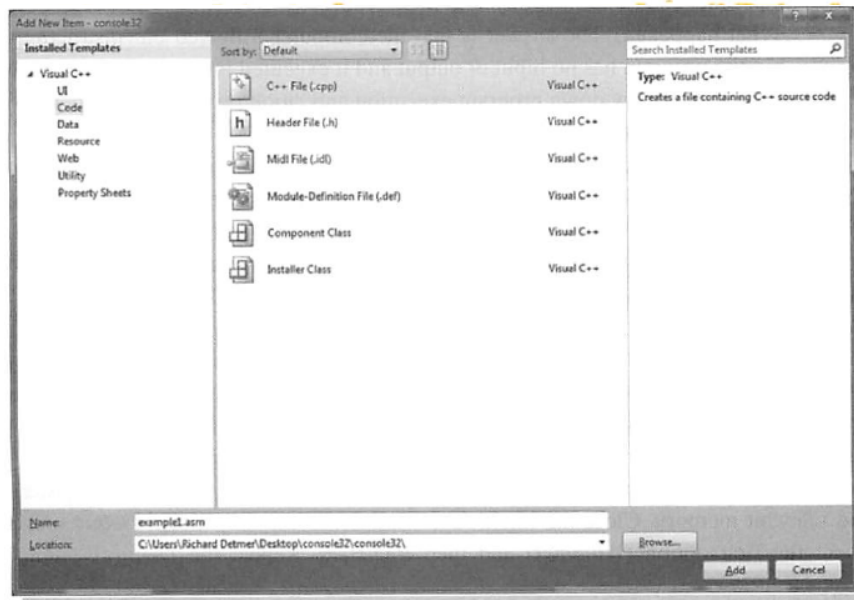 Add New Item - console32
Installed Templates
Sort by: Default
Search Installed Templates
Visual C++
UI
Code
Data
Resource
Web
Utility
Property Sheets
C++ File (.cpp) Visual C++
Header File (.h) Visual C++
Midl File (.idl) Visual C++
Module-Definition File (.def) Visual C++
Component Class Visual C++
Installer Class Visual C++
Type: Visual C++
Creates a file containing C++ source code
Name: example1.asm
Location: C:\Users\Richard Detmer\Desktop\console32\console32\
Browse...
Add Cancel